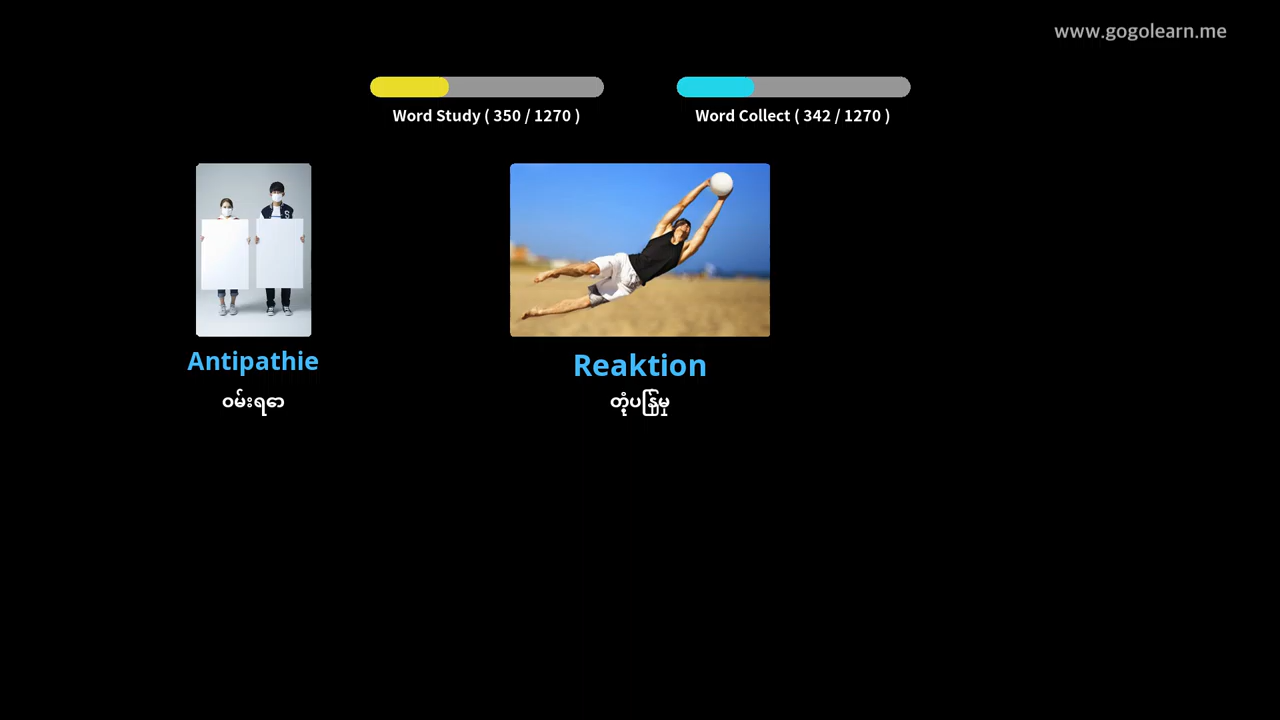 www.gogolearn.me
Word Study ( 350 / 1270 )
Word Collect ( 342 / 1270 )
Antipathie
ဝမ်းရောာ
Reaktion
တုံ့ပြန်မှု